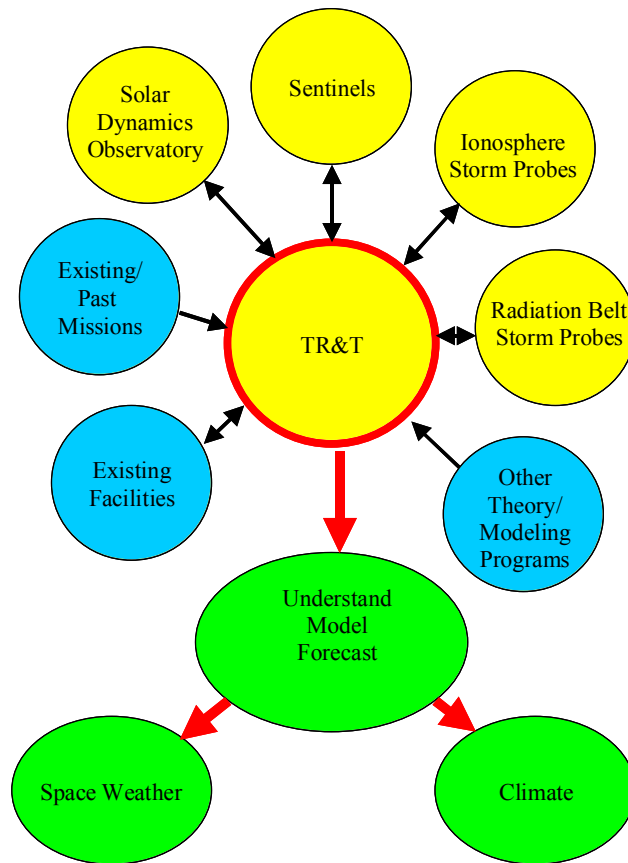 Solar
Dynamics
Observatory
Sentinels
Ionosphere
Storm Probes
Existing/
Past
Missions
TR&T
Radiation Belt
Storm Probes
Existing
Facilities
Other
Theory/
Modeling
Programs
Understand
Model
Forecast
Space Weather
Climate